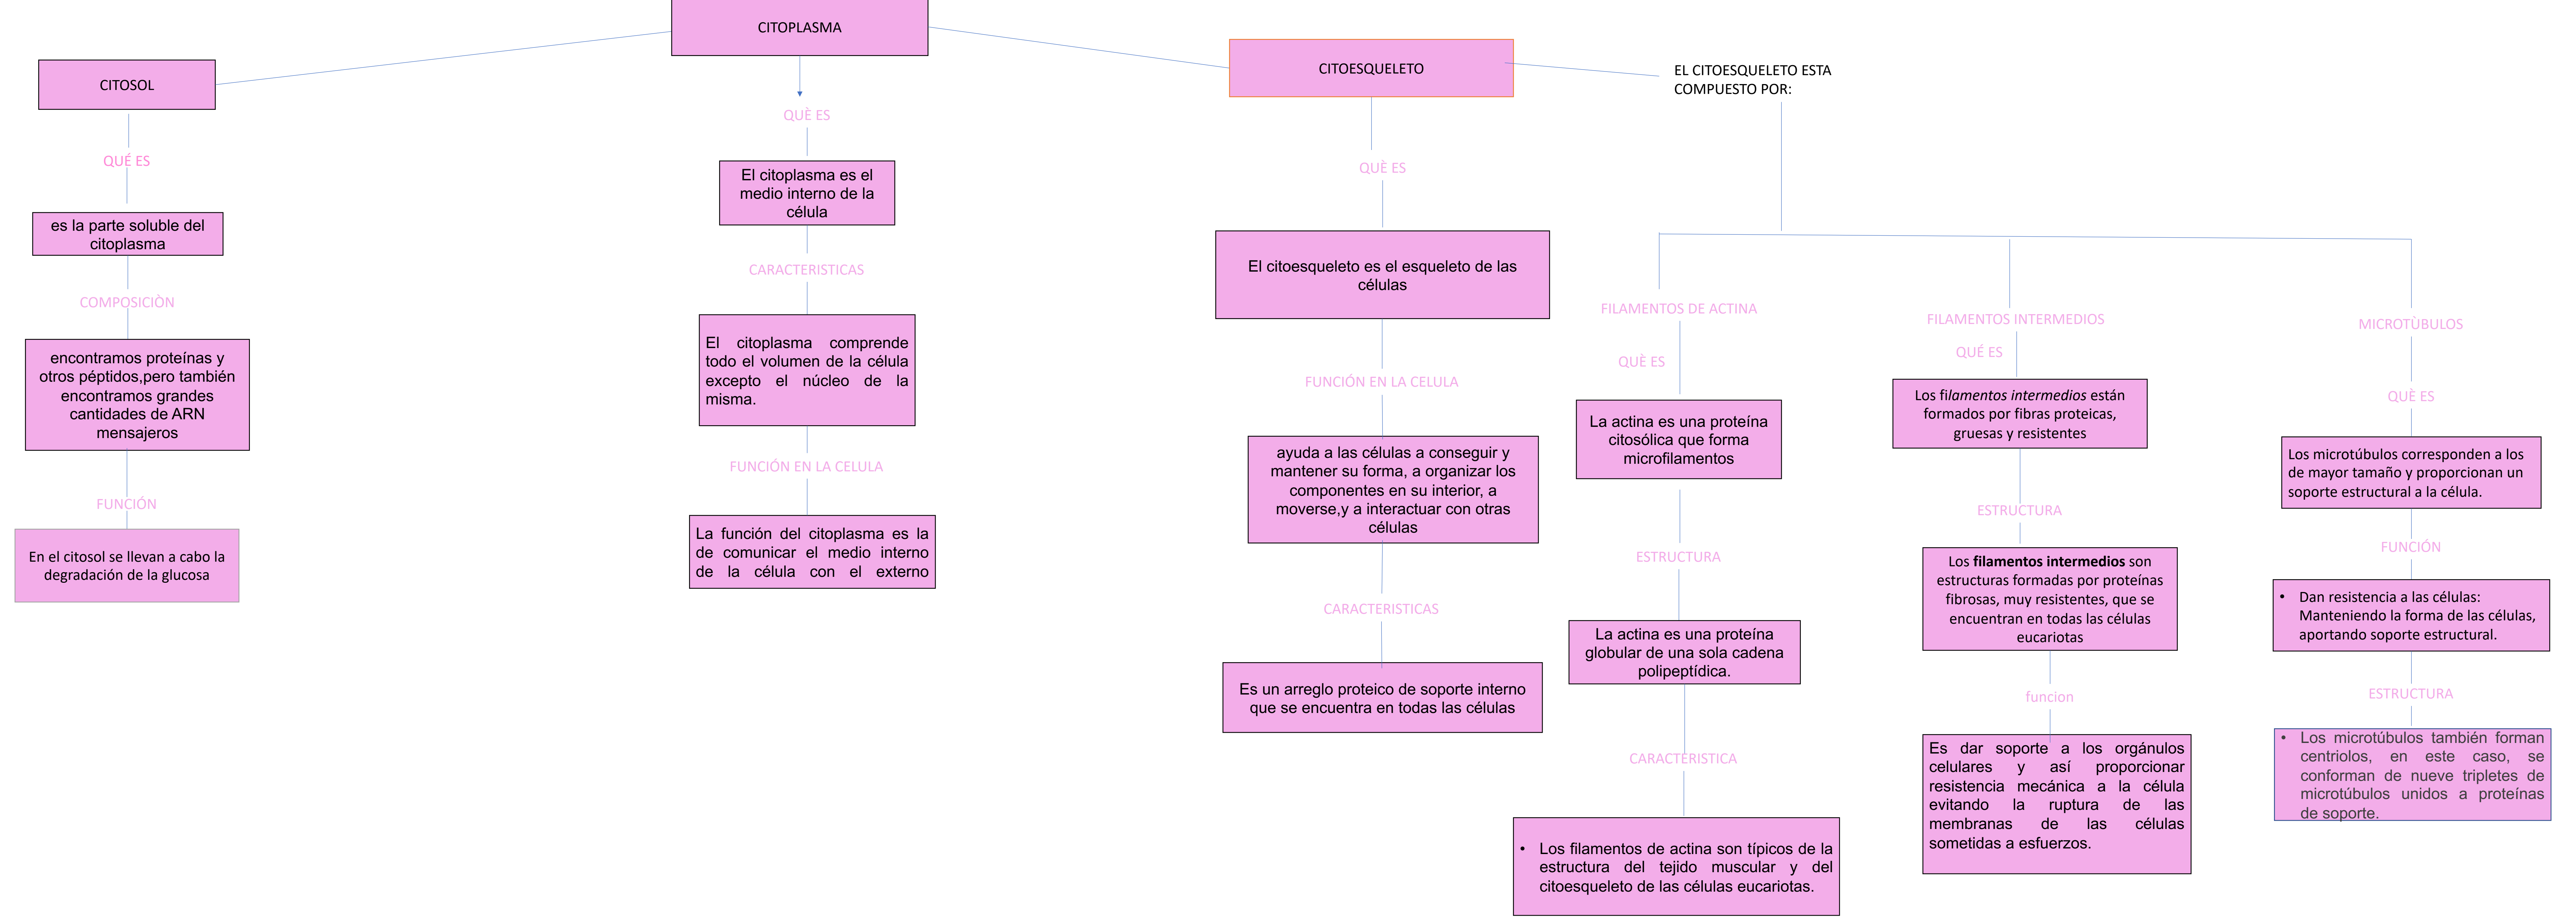 CITOPLASMA
CITOSOL
QUÉ ES
es la parte soluble del
citoplasma
COMPOSICIÒN
encontramos proteínas y
otros péptidos,pero también
encontramos grandes
cantidades de ARN
mensajeros
FUNCIÓN
En el citosol se llevan a cabo la
degradación de la glucosa
QUÈ ES
El citoplasma es el
medio interno de la
célula
CARACTERISTICAS
El citoplasma comprende
todo el volumen de la célula
excepto el núcleo de la
misma.
FUNCIÓN EN LA CELULA
La función del citoplasma es la
de comunicar el medio interno
de la célula con el externo
CITOESQUELETO
QUÈ ES
El citoesqueleto es el esqueleto de las
células
FUNCIÓN EN LA CELULA
ayuda a las células a conseguir y
mantener su forma, a organizar los
componentes en su interior, a
moverse,y a interactuar con otras
células
CARACTERISTICAS
Es un arreglo proteico de soporte interno
que se encuentra en todas las células
EL CITOESQUELETO ESTA
COMPUESTO POR:
FILAMENTOS DE ACTINA
QUÈ ES
La actina es una proteína
citosólica que forma
microfilamentos
ESTRUCTURA
La actina es una proteína
globular de una sola cadena
polipeptídica.
CARACTERISTICA
• Los filamentos de actina son típicos de la
estructura del tejido muscular y del
citoesqueleto de las células eucariotas.
FILAMENTOS INTERMEDIOS
QUÉ ES
Los filamentos intermedios están
formados por fibras proteicas,
gruesas y resistentes
ESTRUCTURA
Los filamentos intermedios son
estructuras formadas por proteínas
fibrosas, muy resistentes, que se
encuentran en todas las células
eucariotas
funcion
Es dar soporte a los orgánulos
celulares y así proporcionar
resistencia mecánica a la célula
evitando la ruptura de las
membranas de las células
sometidas a esfuerzos.
MICROTÙBULOS
QUÈ ES
Los microtúbulos corresponden a los
de mayor tamaño y proporcionan un
soporte estructural a la célula.
FUNCIÓN
• Dan resistencia a las células:
Manteniendo la forma de las células,
aportando soporte estructural.
ESTRUCTURA
• Los microtúbulos también forman
centriolos, en este caso, se
conforman de nueve tripletes de
microtúbulos unidos a proteínas
de soporte.